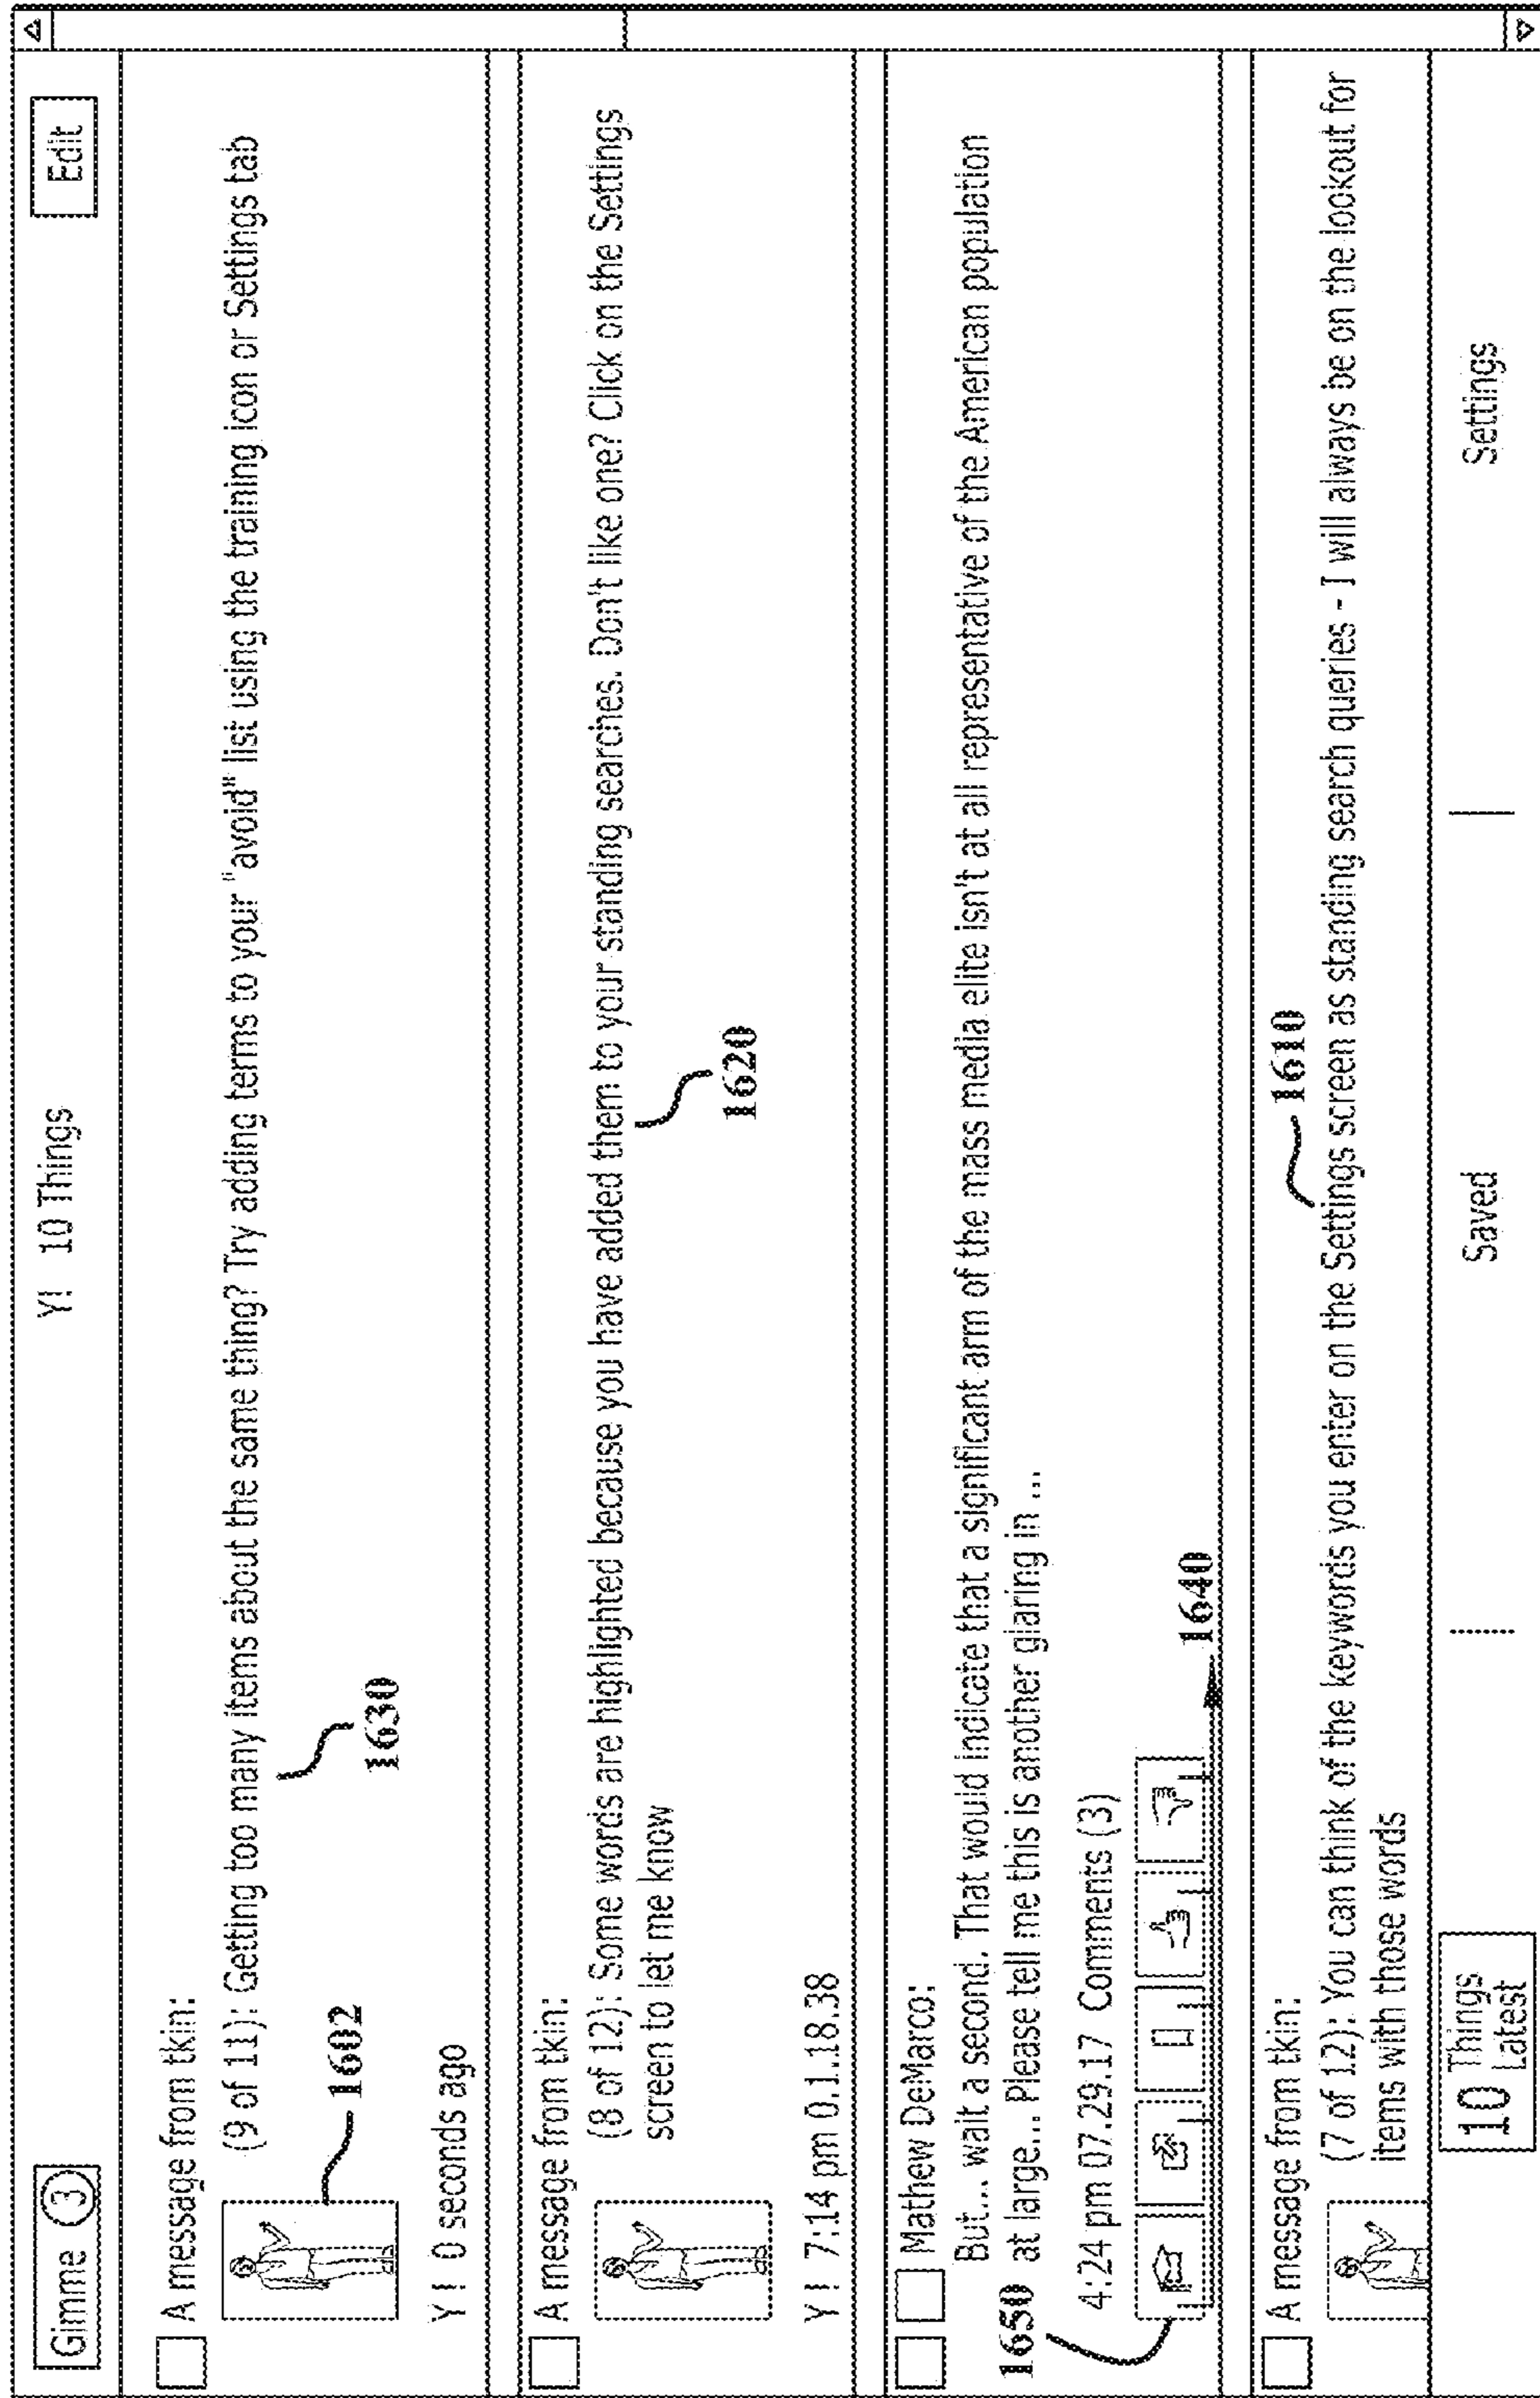 Gimme 3
Y! 10 Things
Edit
A message from tkin:
(9 of 11): Getting too many items about the same thing? Try adding terms to your "avoid" list using the training icon or Settings tab
1602
1630
Y! 0 seconds ago
A message from tkin:
(8 of 12): Some words are highlighted because you have added them to your standing searches. Don't like one? Click on the Settings
screen to let me know
1620
Y! 7:14 pm 0.1.18.38
Mathew DeMarco:
But... wait a second. That would indicate that a significant arm of the mass media elite isn't at all representative of the American population
at large... Please tell me this is another glaring in ...
1650
4:24 pm 07.29.17 Comments (3)
1640
A message from tkin:
1610
(7 of 12): You can think of the keywords you enter on the Settings screen as standing search queries - I will always be on the lookout for
items with those words
10 Things
Latest
Saved
Settings